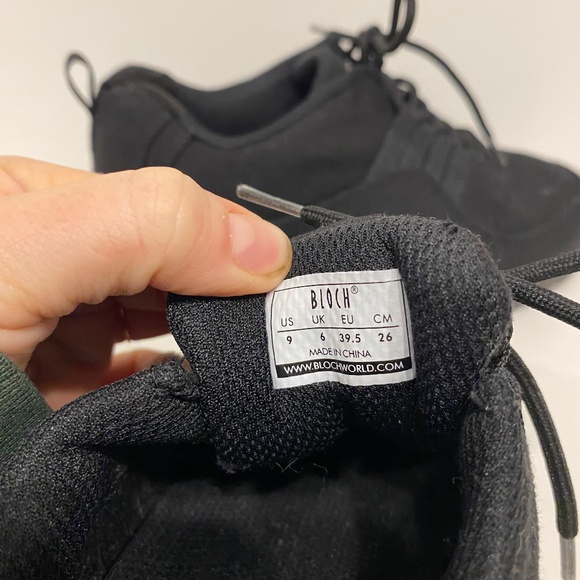 BLOCH®
US UK EU CM
9 6 39.5 26
MADE IN CHINA
WWW.BLOCHWORLD.COM